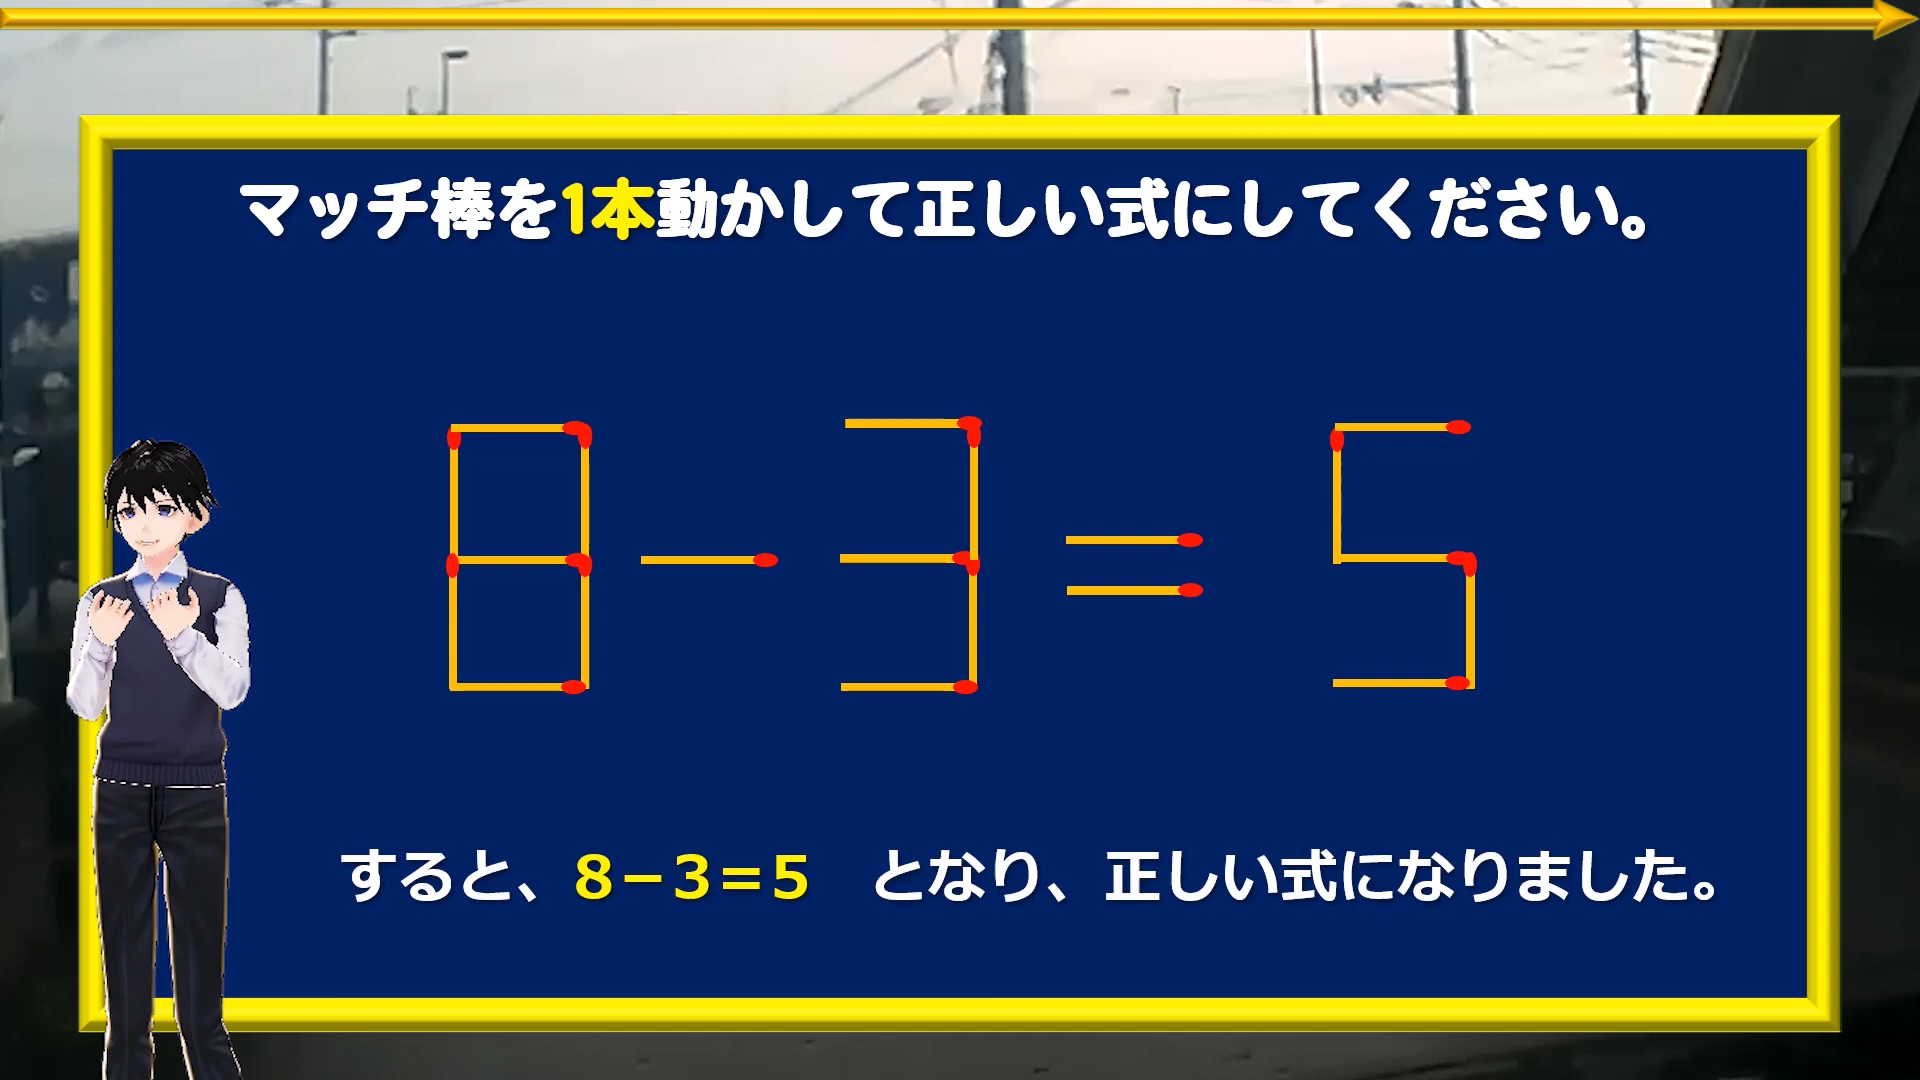 マッチ棒を1本動かして正しい式にしてください。
8－3＝5
すると、8－3＝5　となり、正しい式になりました。